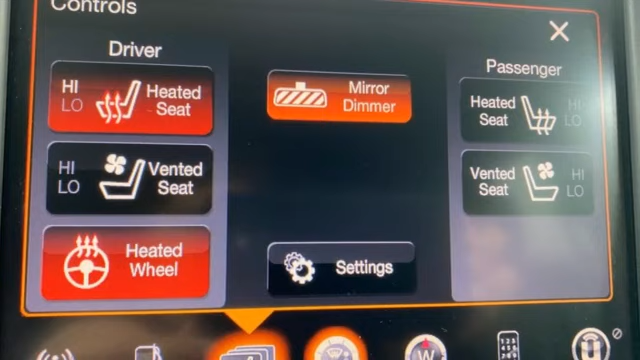 Controls
Driver
HI
LO
Heated
Seat
HI
LO
Vented
Seat
Heated
Wheel
Mirror
Dimmer
Settings
Passenger
Heated
Seat
HI
LO
Vented
Seat
HI
LO
W